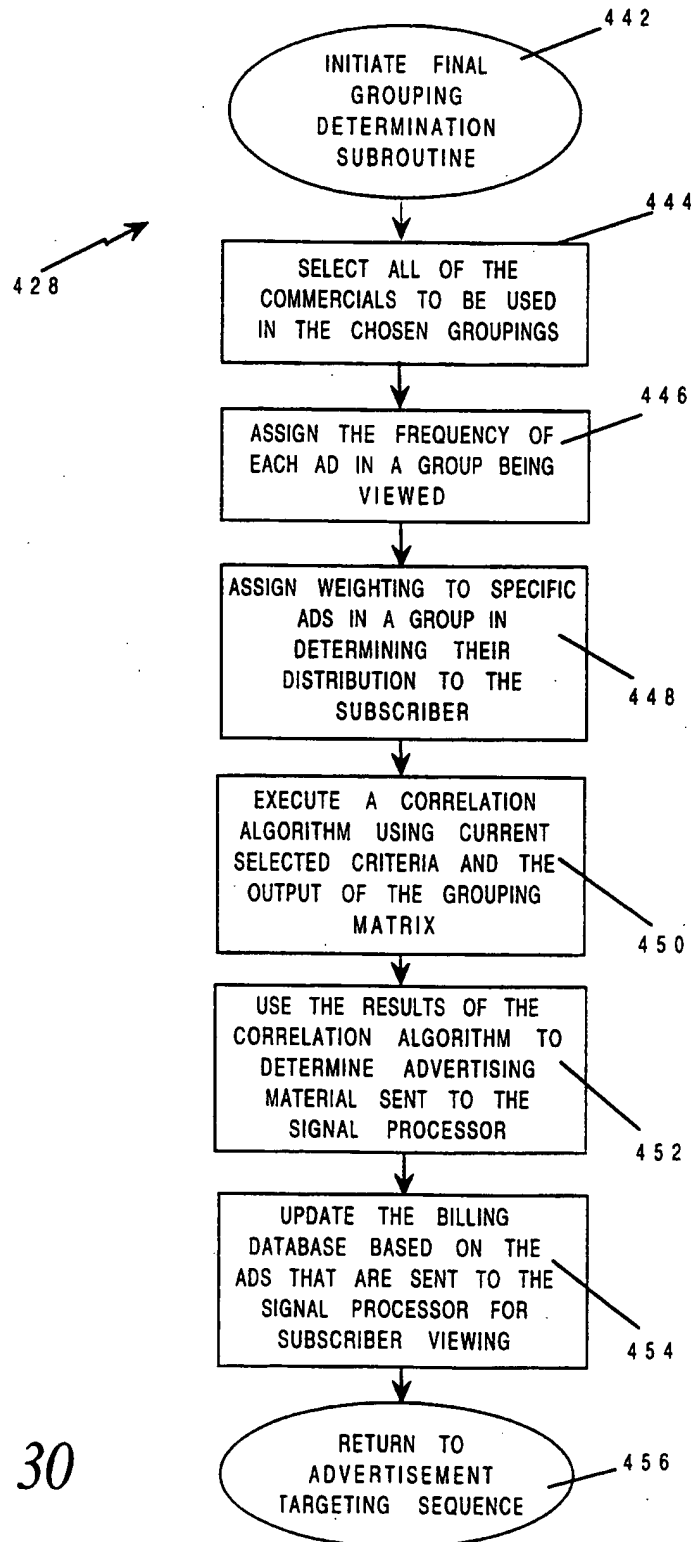 442
INITIATE FINAL
GROUPING
DETERMINATION
SUBROUTINE
428
444
SELECT ALL OF THE
COMMERCIALS TO BE USED
IN THE CHOSEN GROUPINGS
446
ASSIGN THE FREQUENCY OF
EACH AD IN A GROUP BEING
VIEWED
ASSIGN WEIGHTING TO SPECIFIC
ADS IN A GROUP IN
DETERMINING THEIR
DISTRIBUTION TO THE
SUBSCRIBER
448
EXECUTE A CORRELATION
ALGORITHM USING CURRENT
SELECTED CRITERIA AND THE
OUTPUT OF THE GROUPING
MATRIX
450
USE THE RESULTS OF THE
CORRELATION ALGORITHM TO
DETERMINE ADVERTISING
MATERIAL SENT TO THE
SIGNAL PROCESSOR
452
UPDATE THE BILLING
DATABASE BASED ON THE
ADS THAT ARE SENT TO THE
SIGNAL PROCESSOR FOR
SUBSCRIBER VIEWING
454
30
RETURN TO
ADVERTISEMENT
TARGETING SEQUENCE
456